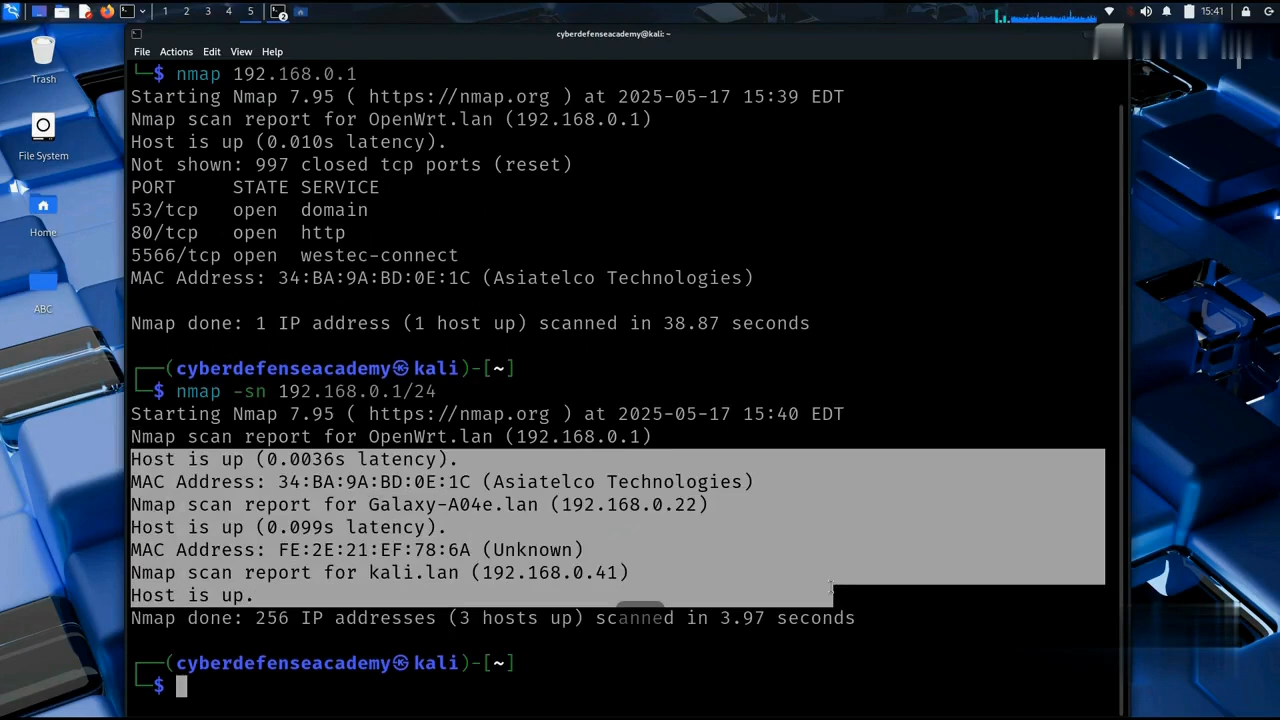 1 2 3 4 5
2
15:41
cyberdefenseacademy@kali: ~
File Actions Edit View Help
Trash
File System
Home
ABC
└─$ nmap 192.168.0.1
Starting Nmap 7.95 ( https://nmap.org ) at 2025-05-17 15:39 EDT
Nmap scan report for OpenWrt.lan (192.168.0.1)
Host is up (0.010s latency).
Not shown: 997 closed tcp ports (reset)
PORT STATE SERVICE
53/tcp open domain
80/tcp open http
5566/tcp open westec-connect
MAC Address: 34:BA:9A:BD:0E:1C (Asiatelco Technologies)
Nmap done: 1 IP address (1 host up) scanned in 38.87 seconds
┌──(cyberdefenseacademy㉿kali)-[~]
└─$ nmap -sn 192.168.0.1/24
Starting Nmap 7.95 ( https://nmap.org ) at 2025-05-17 15:40 EDT
Nmap scan report for OpenWrt.lan (192.168.0.1)
Host is up (0.0036s latency).
MAC Address: 34:BA:9A:BD:0E:1C (Asiatelco Technologies)
Nmap scan report for Galaxy-A04e.lan (192.168.0.22)
Host is up (0.099s latency).
MAC Address: FE:2E:21:EF:78:6A (Unknown)
Nmap scan report for kali.lan (192.168.0.41)
Host is up.
Nmap done: 256 IP addresses (3 hosts up) scanned in 3.97 seconds
┌──(cyberdefenseacademy㉿kali)-[~]
└─$